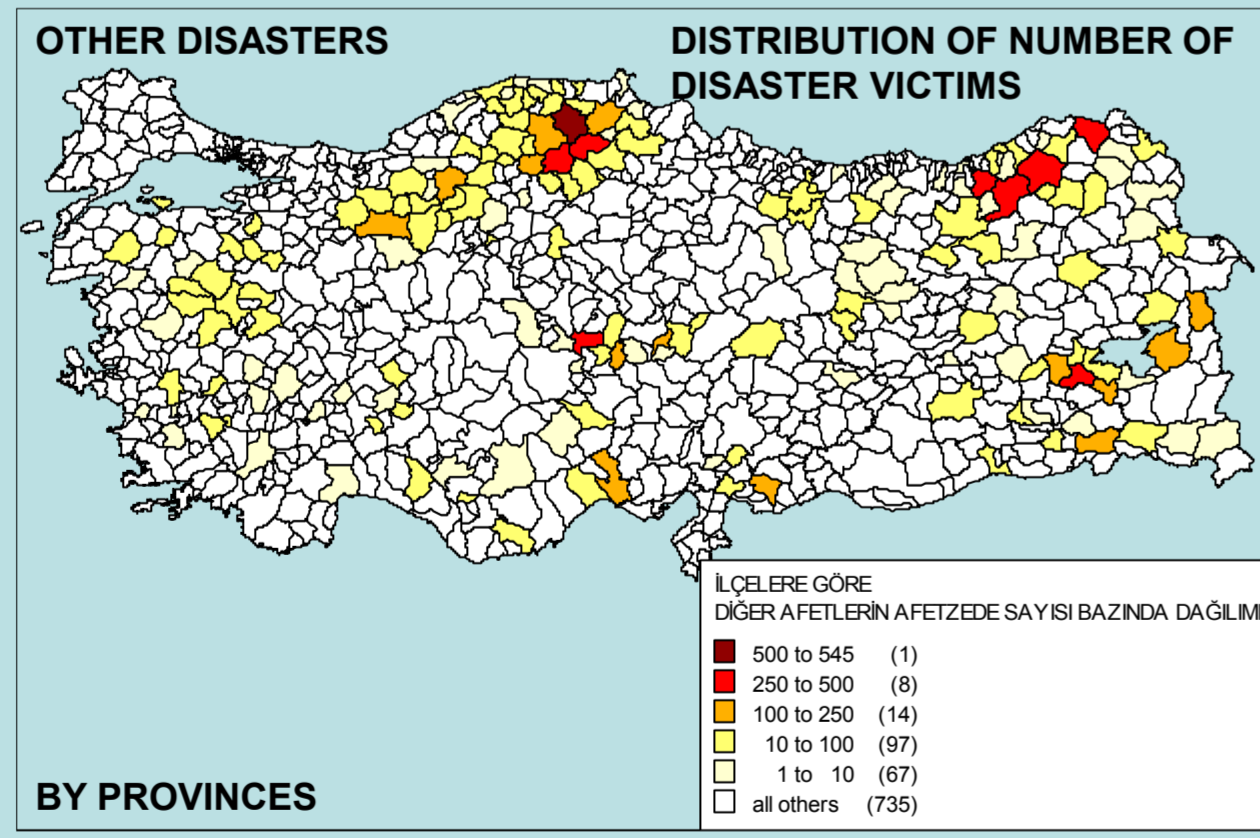 OTHER DISASTERS
DISTRIBUTION OF NUMBER OF
DISASTER VICTIMS
İLÇELERE GÖRE
DİĞER AFETLERİN AFETZEDE SAYISI BAZINDA DAĞILIMI
500 to 545 (1)
250 to 500 (8)
100 to 250 (14)
10 to 100 (97)
1 to 10 (67)
all others (735)
BY PROVINCES